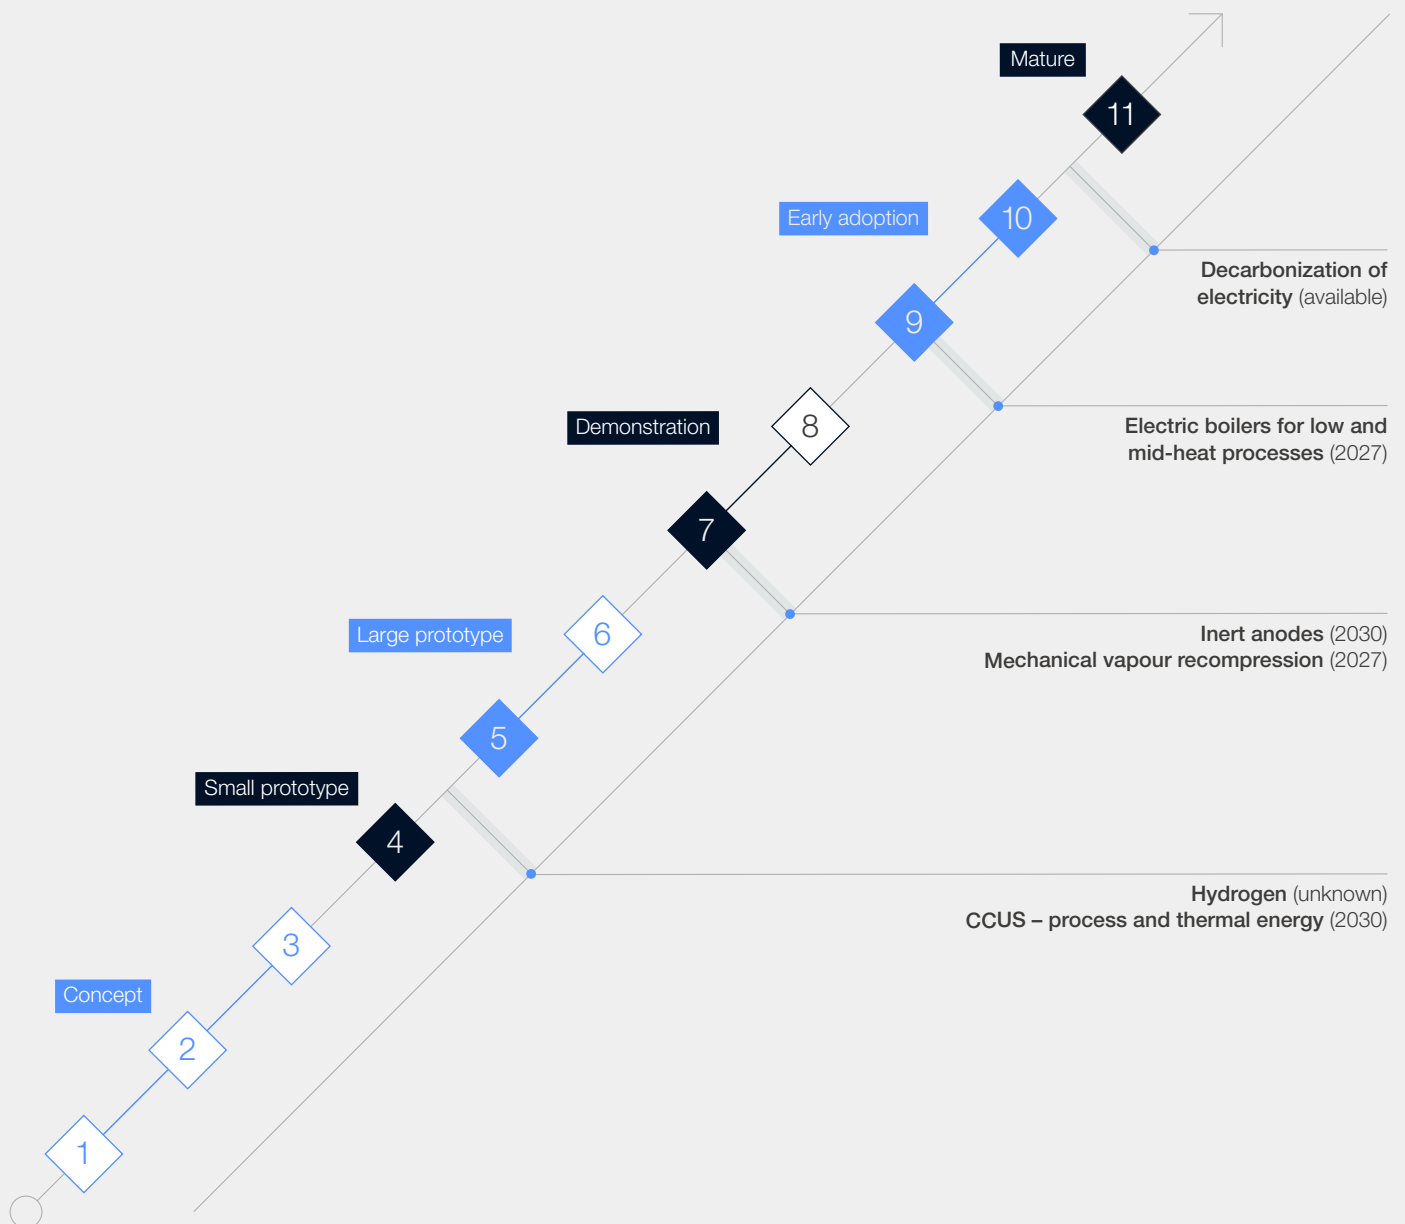 Mature
11
Early adoption
10
Decarbonization of
electricity (available)
9
Electric boilers for low and
mid-heat processes (2027)
Demonstration
8
7
Inert anodes (2030)
Mechanical vapour recompression (2027)
Large prototype
6
5
Small prototype
4
Hydrogen (unknown)
CCUS – process and thermal energy (2030)
3
Concept
2
1